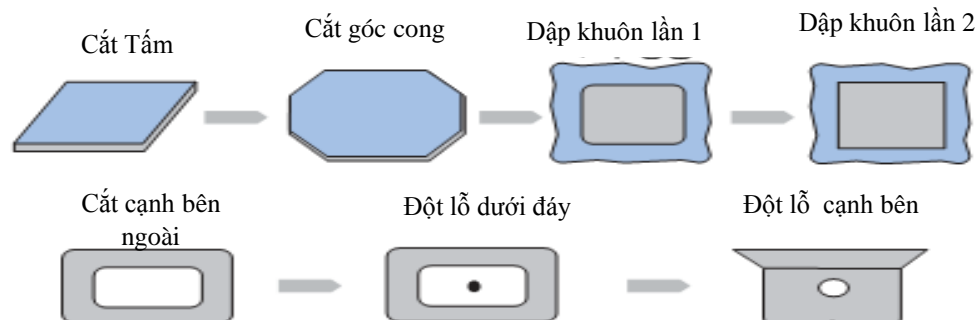 Cắt Tấm
Cắt góc cong
Dập khuôn lần 1
Dập khuôn lần 2
Cắt cạnh bên
ngoài
Đột lỗ dưới đáy
Đột lỗ cạnh bên